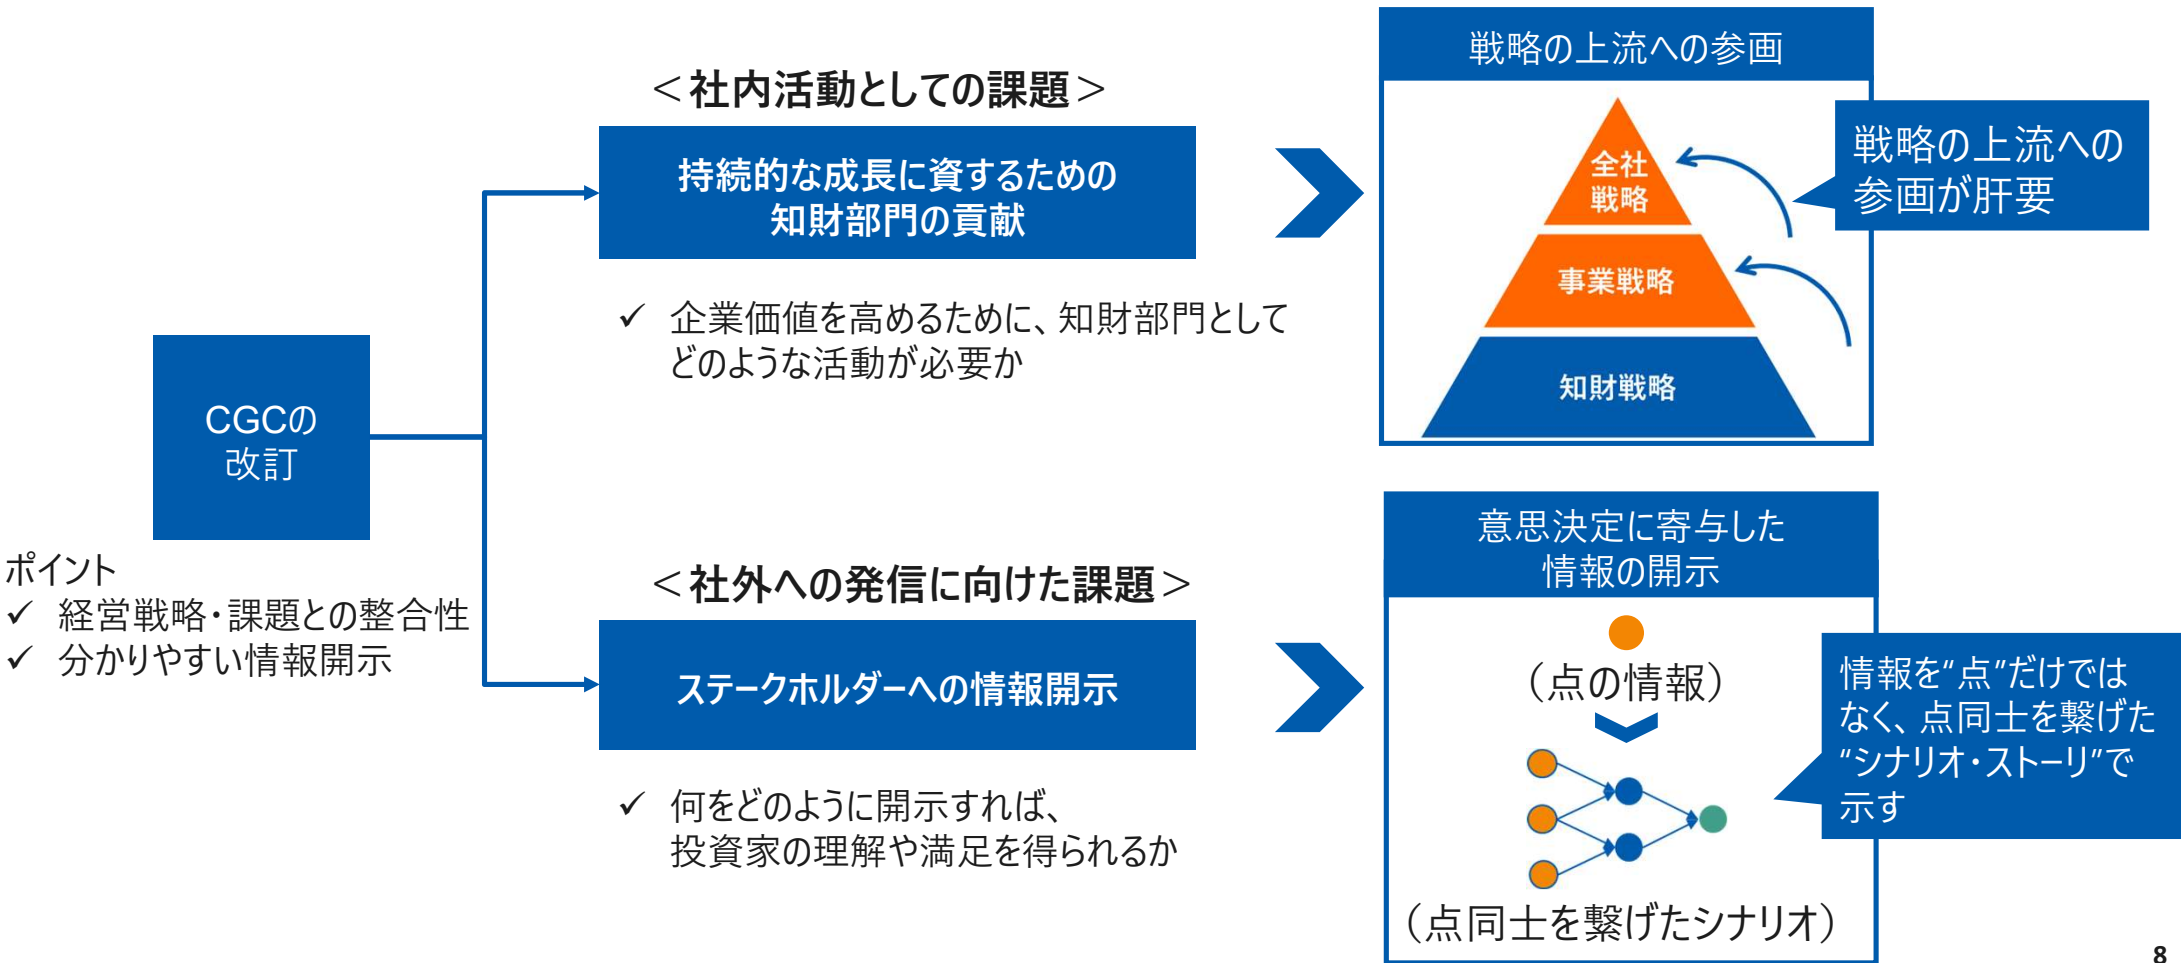 CGCの
改訂
ポイント
✓ 経営戦略・課題との整合性
✓ 分かりやすい情報開示
＜社内活動としての課題＞
持続的な成長に資するための
知財部門の貢献
✓ 企業価値を高めるために、知財部門として
どのような活動が必要か
戦略の上流への参画
全社
戦略
事業戦略
知財戦略
戦略の上流への
参画が肝要
＜社外への発信に向けた課題＞
ステークホルダーへの情報開示
✓ 何をどのように開示すれば、
投資家の理解や満足を得られるか
意思決定に寄与した
情報の開示
（点の情報）
（点同士を繋げたシナリオ）
情報を“点”だけでは
なく、点同士を繋げた
“シナリオ・ストーリ”で
示す
8